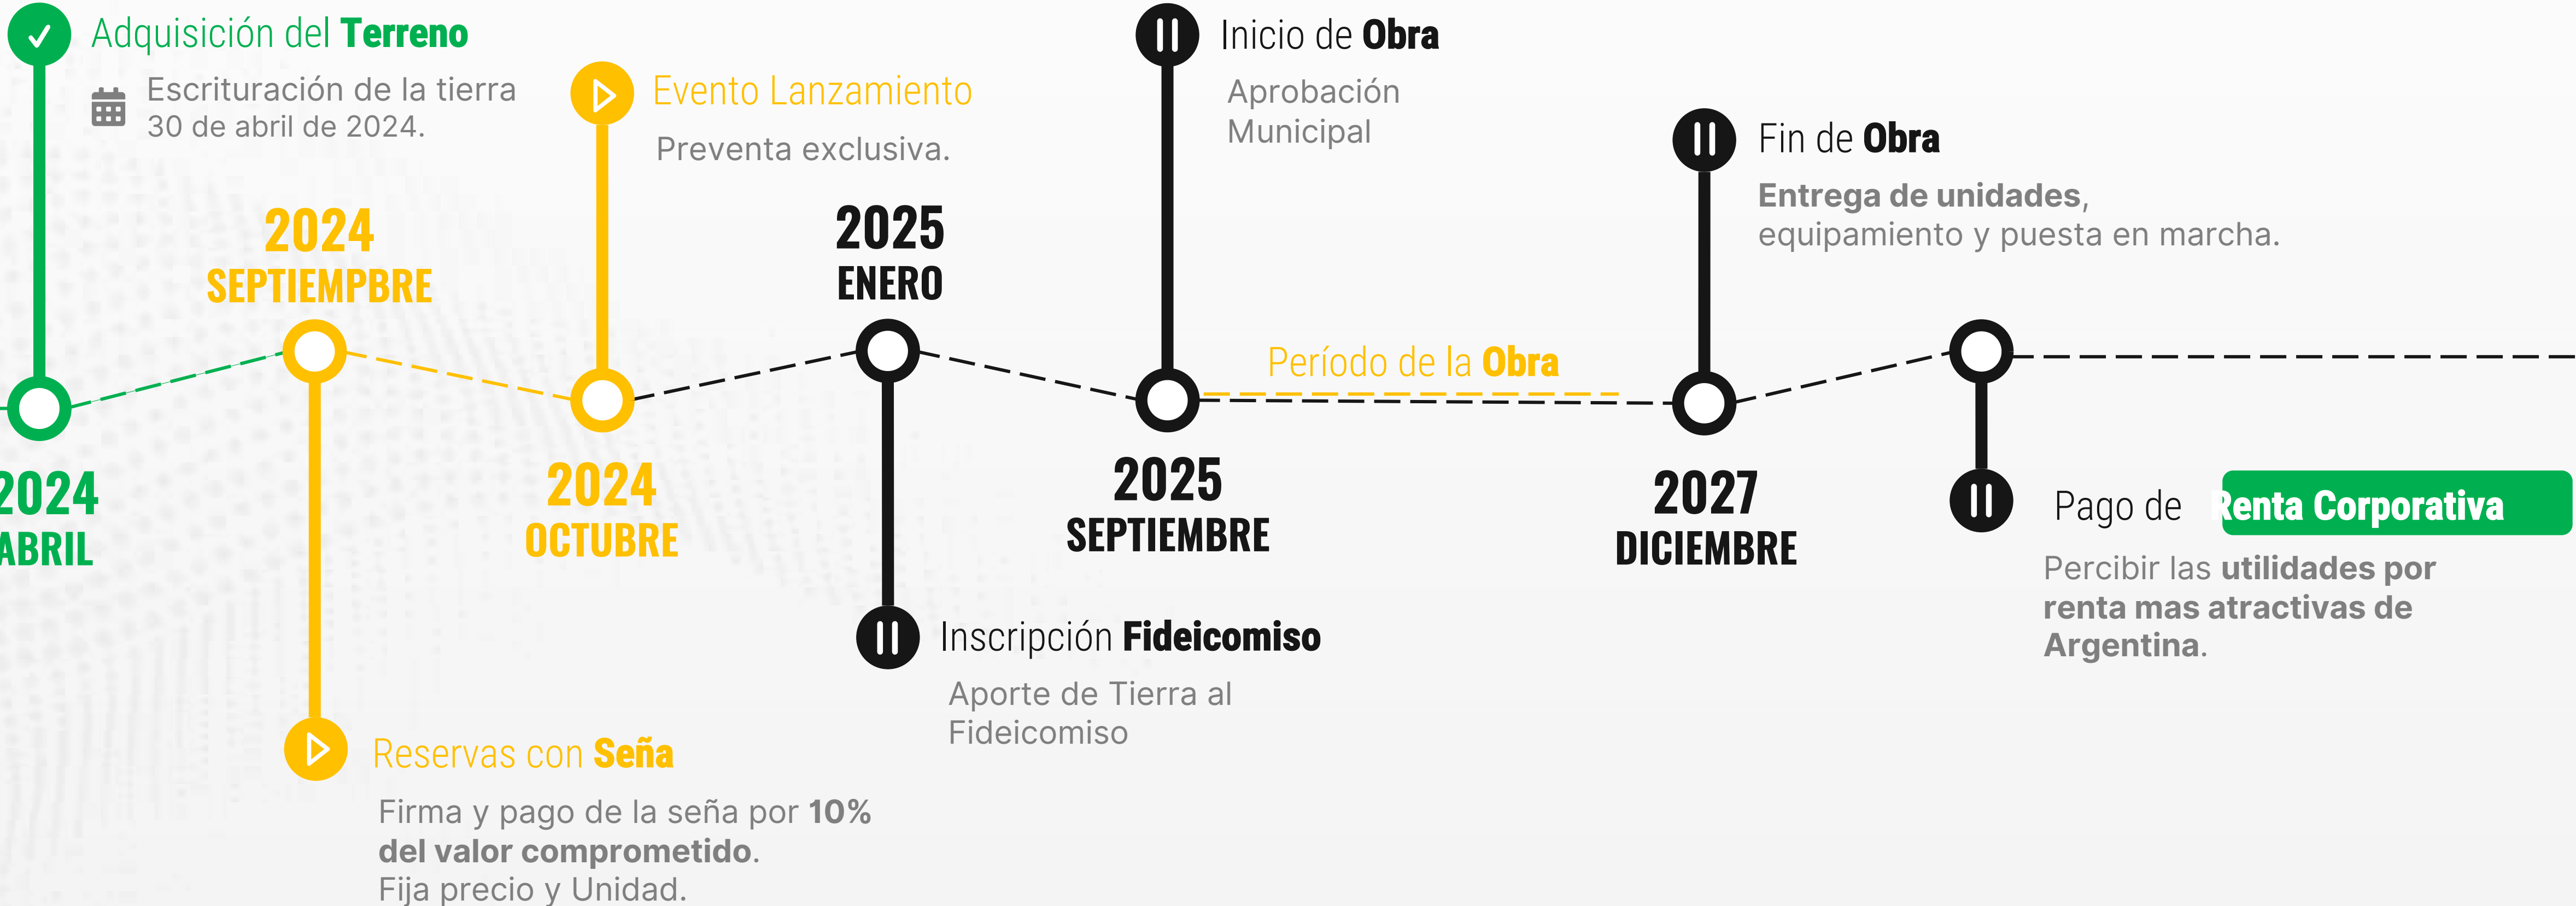 Adquisición del Terreno
Escrituración de la tierra
30 de abril de 2024.
2024
ABRIL
2024
SEPTIEMPBRE
Reservas con Seña
Firma y pago de la seña por 10%
del valor comprometido.
Fija precio y Unidad.
Evento Lanzamiento
Preventa exclusiva.
2024
OCTUBRE
2025
ENERO
Inscripción Fideicomiso
Aporte de Tierra al
Fideicomiso
Inicio de Obra
Aprobación
Municipal
2025
SEPTIEMBRE
Período de la Obra
Fin de Obra
Entrega de unidades,
equipamiento y puesta en marcha.
2027
DICIEMBRE
Pago de Renta Corporativa
Percibir las utilidades por
renta mas atractivas de
Argentina.